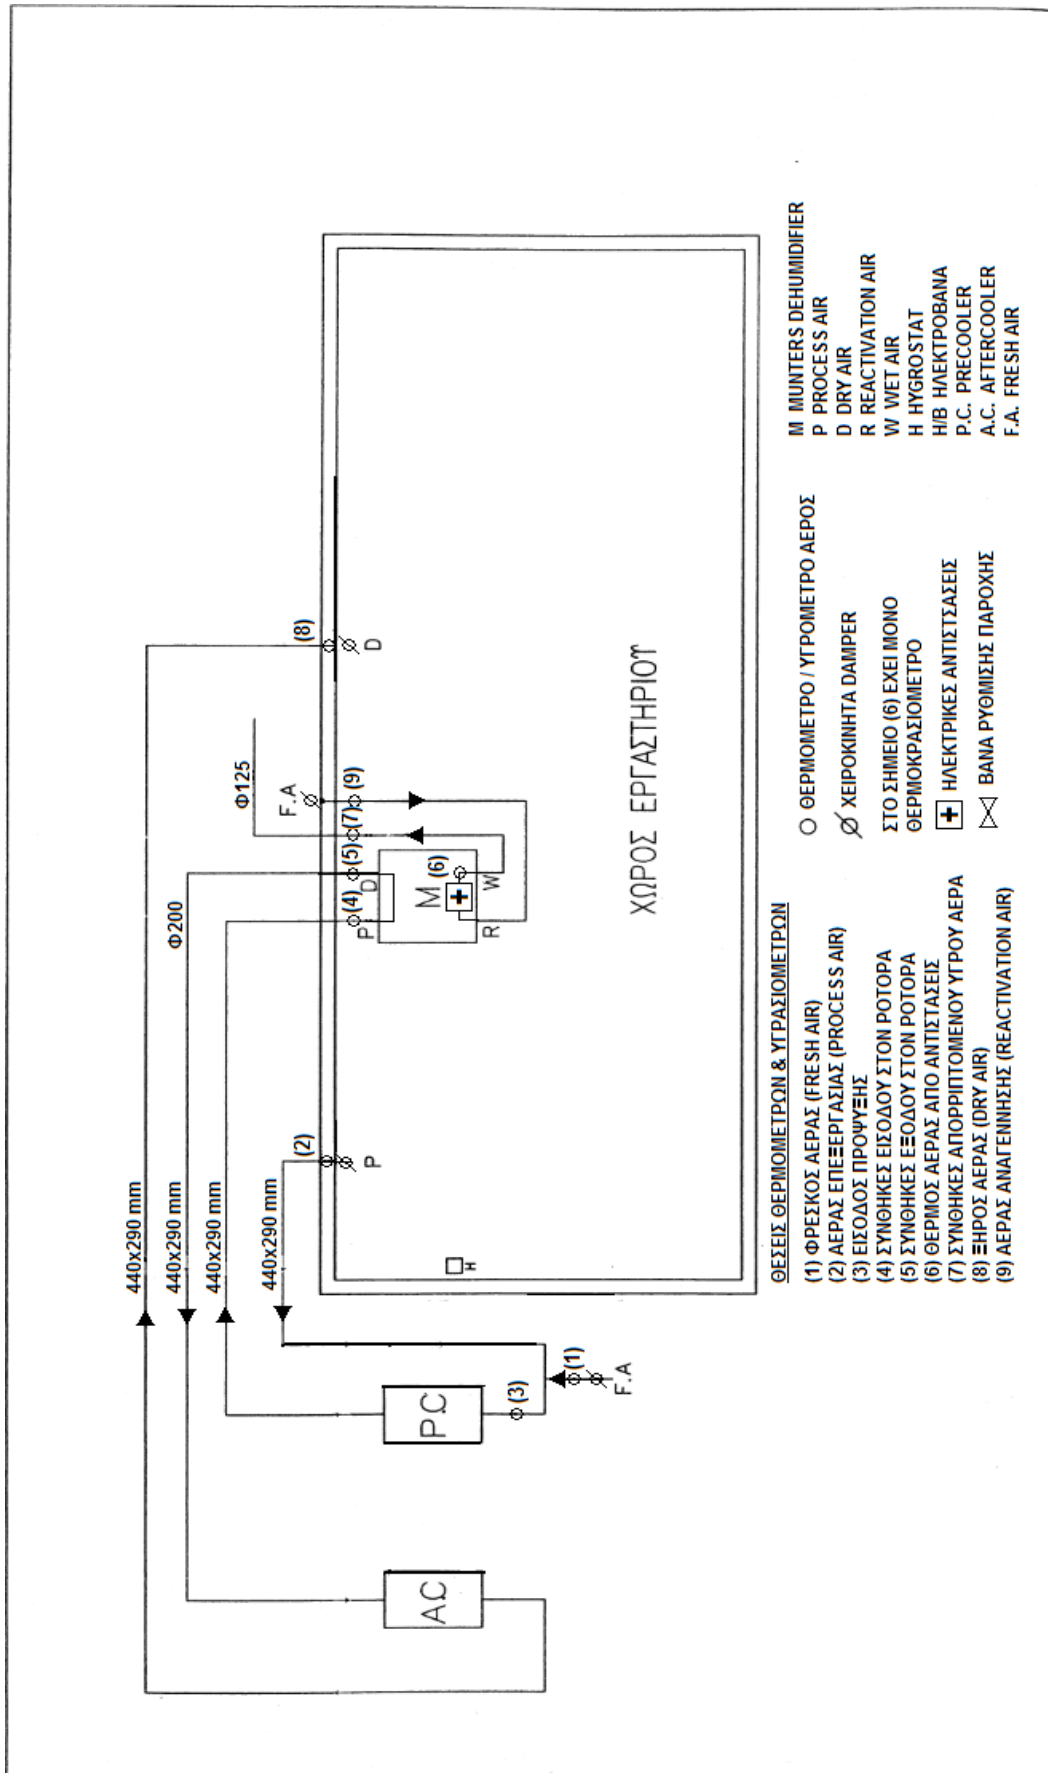 440x290 mm
440x290 mm
440x290 mm
440x290 mm
Φ200
Φ125
F.A
(2)
(4)
(5)
(7)
(9)
(8)
P
P
D
D
M
(6)
R
W
H
A.C
P.C
(3)
(1)
F.A
ΧΩΡΟΣ ΕΡΓΑΣΤΗΡΙΟΥ
ΘΕΣΕΙΣ ΘΕΡΜΟΜΕΤΡΩΝ & ΥΓΡΑΣΙΟΜΕΤΡΩΝ
(1) ΦΡΕΣΚΟΣ ΑΕΡΑΣ (FRESH AIR)
(2) ΑΕΡΑΣ ΕΠΕΞΕΡΓΑΣΙΑΣ (PROCESS AIR)
(3) ΕΙΣΟΔΟΣ ΠΡΟΨΥΞΗΣ
(4) ΣΥΝΘΗΚΕΣ ΕΙΣΟΔΟΥ ΣΤΟΝ ΡΟΤΟΡΑ
(5) ΣΥΝΘΗΚΕΣ ΕΞΟΔΟΥ ΣΤΟΝ ΡΟΤΟΡΑ
(6) ΘΕΡΜΟΣ ΑΕΡΑΣ ΑΠΟ ΑΝΤΙΣΤΑΣΕΙΣ
(7) ΣΥΝΘΗΚΕΣ ΑΠΟΡΡΙΠΤΟΜΕΝΟΥ ΥΓΡΟΥ ΑΕΡΑ
(8) ΞΗΡΟΣ ΑΕΡΑΣ (DRY AIR)
(9) ΑΕΡΑΣ ΑΝΑΓΕΝΝΗΣΗΣ (REACTIVATION AIR)
ΘΕΡΜΟΜΕΤΡΟ / ΥΓΡΟΜΕΤΡΟ ΑΕΡΟΣ
ΧΕΙΡΟΚΙΝΗΤΑ DAMPER
ΣΤΟ ΣΗΜΕΙΟ (6) ΕΧΕΙ ΜΟΝΟ
ΘΕΡΜΟΚΡΑΣΙΟΜΕΤΡΟ
ΗΛΕΚΤΡΙΚΕΣ ΑΝΤΙΣΤΣΑΣΕΙΣ
ΒΑΝΑ ΡΥΘΜΙΣΗΣ ΠΑΡΟΧΗΣ
M MUNTERS DEHUMIDIFIER
P PROCESS AIR
D DRY AIR
R REACTIVATION AIR
W WET AIR
H HYGROSTAT
H/B ΗΛΕΚΤΡΟΒΑΝΑ
P.C. PRECOOLER
A.C. AFTERCOOLER
F.A. FRESH AIR